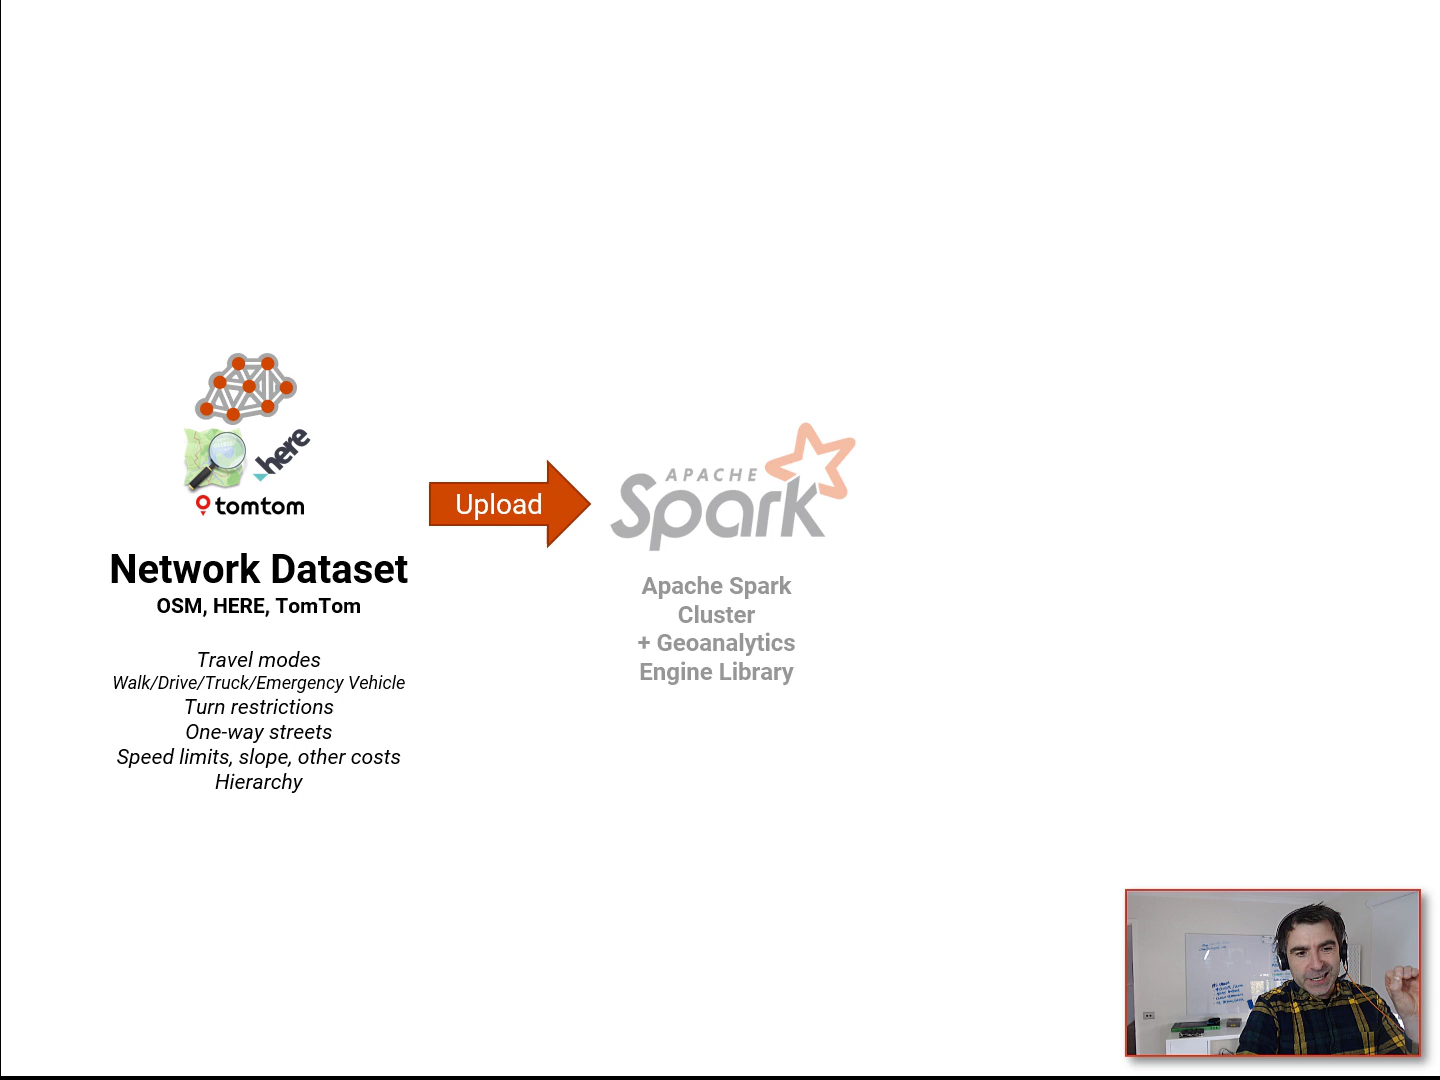 here
tomtom
Network Dataset
OSM, HERE, TomTom
Travel modes
Walk/Drive/Truck/Emergency Vehicle
Turn restrictions
One-way streets
Speed limits, slope, other costs
Hierarchy
Upload
APACHE
Spark
Apache Spark
Cluster
+ Geoanalytics
Engine Library